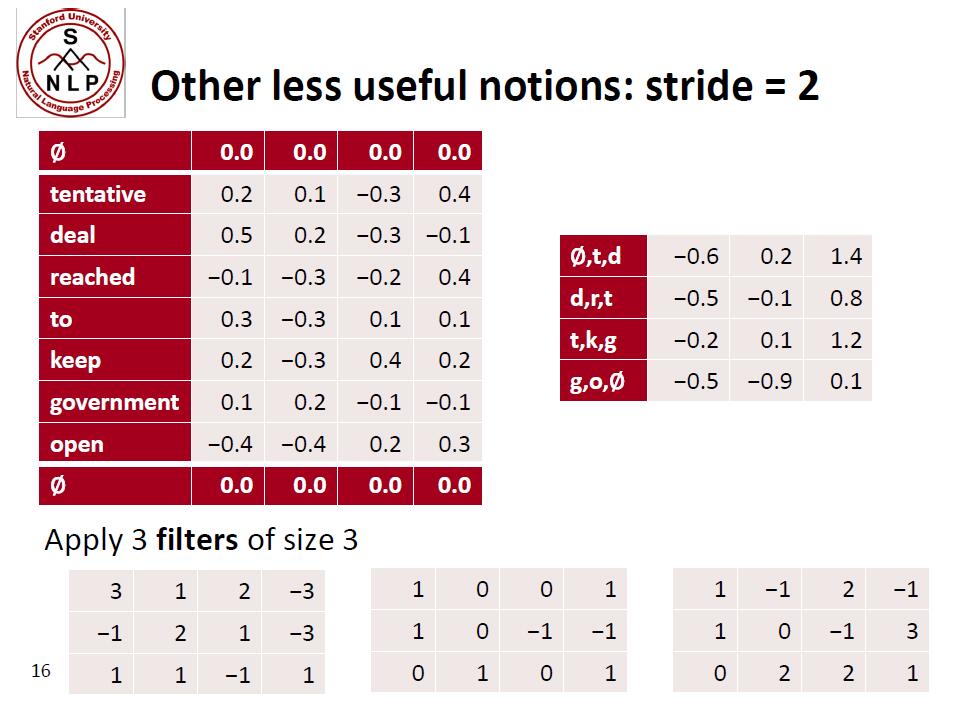 Stanford University
S
NLP
Natural Language Processing
Other less useful notions: stride = 2
Ø 0.0 0.0 0.0 0.0
tentative 0.2 0.1 −0.3 0.4
deal 0.5 0.2 −0.3 −0.1
reached −0.1 −0.3 −0.2 0.4
to 0.3 −0.3 0.1 0.1
keep 0.2 −0.3 0.4 0.2
government 0.1 0.2 −0.1 −0.1
open −0.4 −0.4 0.2 0.3
Ø 0.0 0.0 0.0 0.0
Ø,t,d −0.6 0.2 1.4
d,r,t −0.5 −0.1 0.8
t,k,g −0.2 0.1 1.2
g,o,Ø −0.5 −0.9 0.1
Apply 3 filters of size 3
3 1 2 −3
−1 2 1 −3
1 1 −1 1
1 0 0 1
1 0 −1 −1
0 1 0 1
1 −1 2 −1
1 0 −1 3
0 2 2 1
16